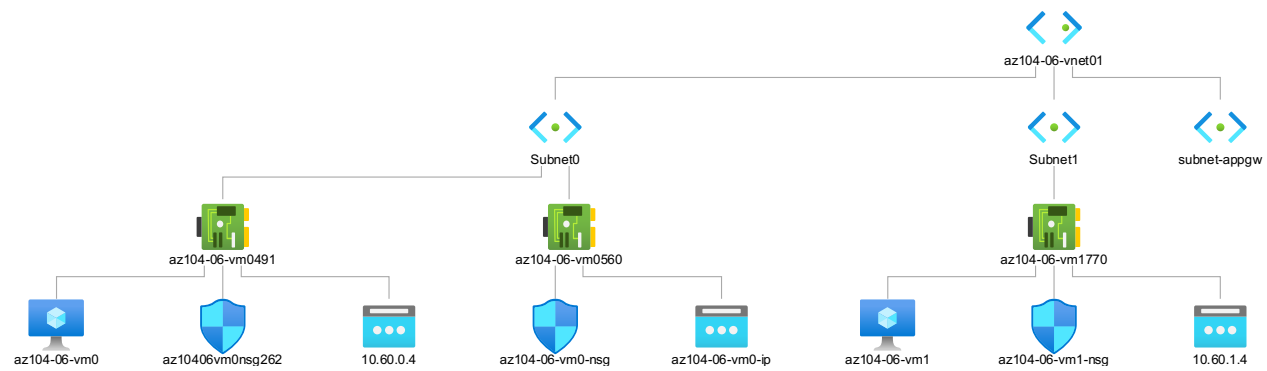 az104-06-vnet01
Subnet0
Subnet1
subnet-appgw
az104-06-vm0491
az104-06-vm0560
az104-06-vm1770
az104-06-vm0
az10406vm0nsg262
10.60.0.4
az104-06-vm0-nsg
az104-06-vm0-ip
az104-06-vm1
az104-06-vm1-nsg
10.60.1.4